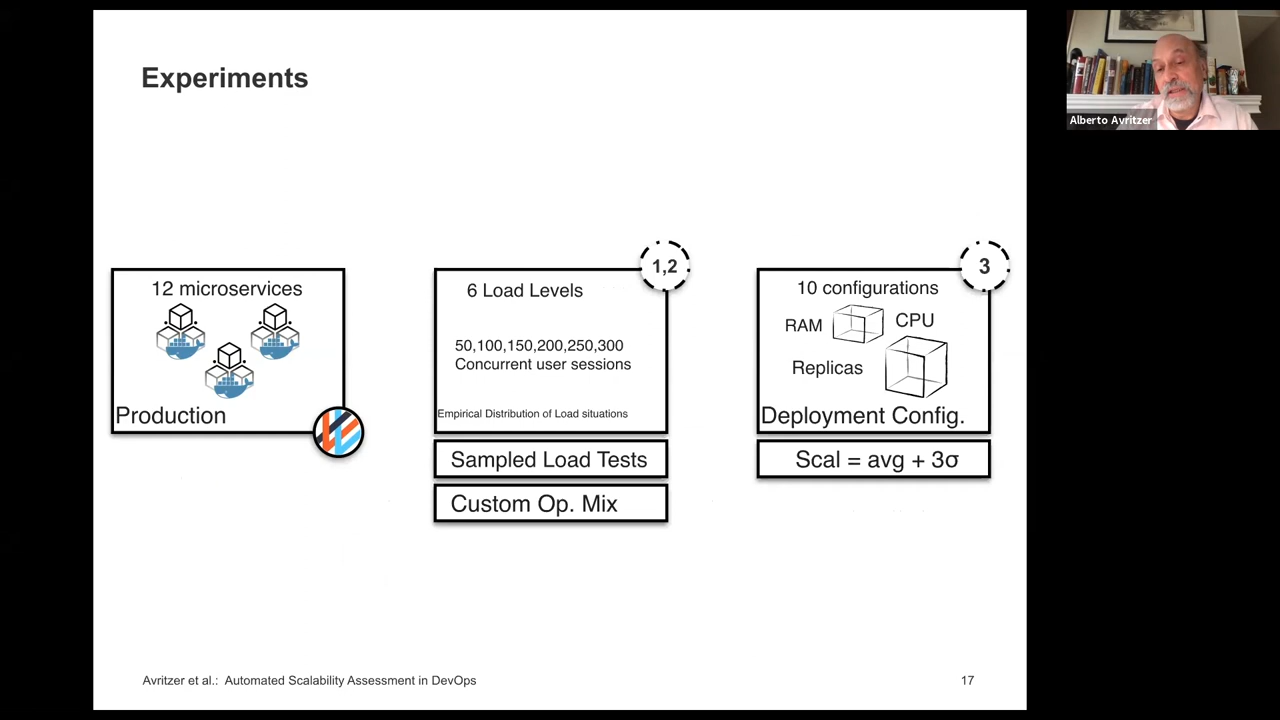 Experiments
12 microservices
Production
1,2
6 Load Levels
50,100,150,200,250,300
Concurrent user sessions
Empirical Distribution of Load situations
Sampled Load Tests
Custom Op. Mix
3
10 configurations
RAM
CPU
Replicas
Deployment Config.
Scal = avg + 3σ
Avritzer et al.: Automated Scalability Assessment in DevOps
17
Alberto Avritzer